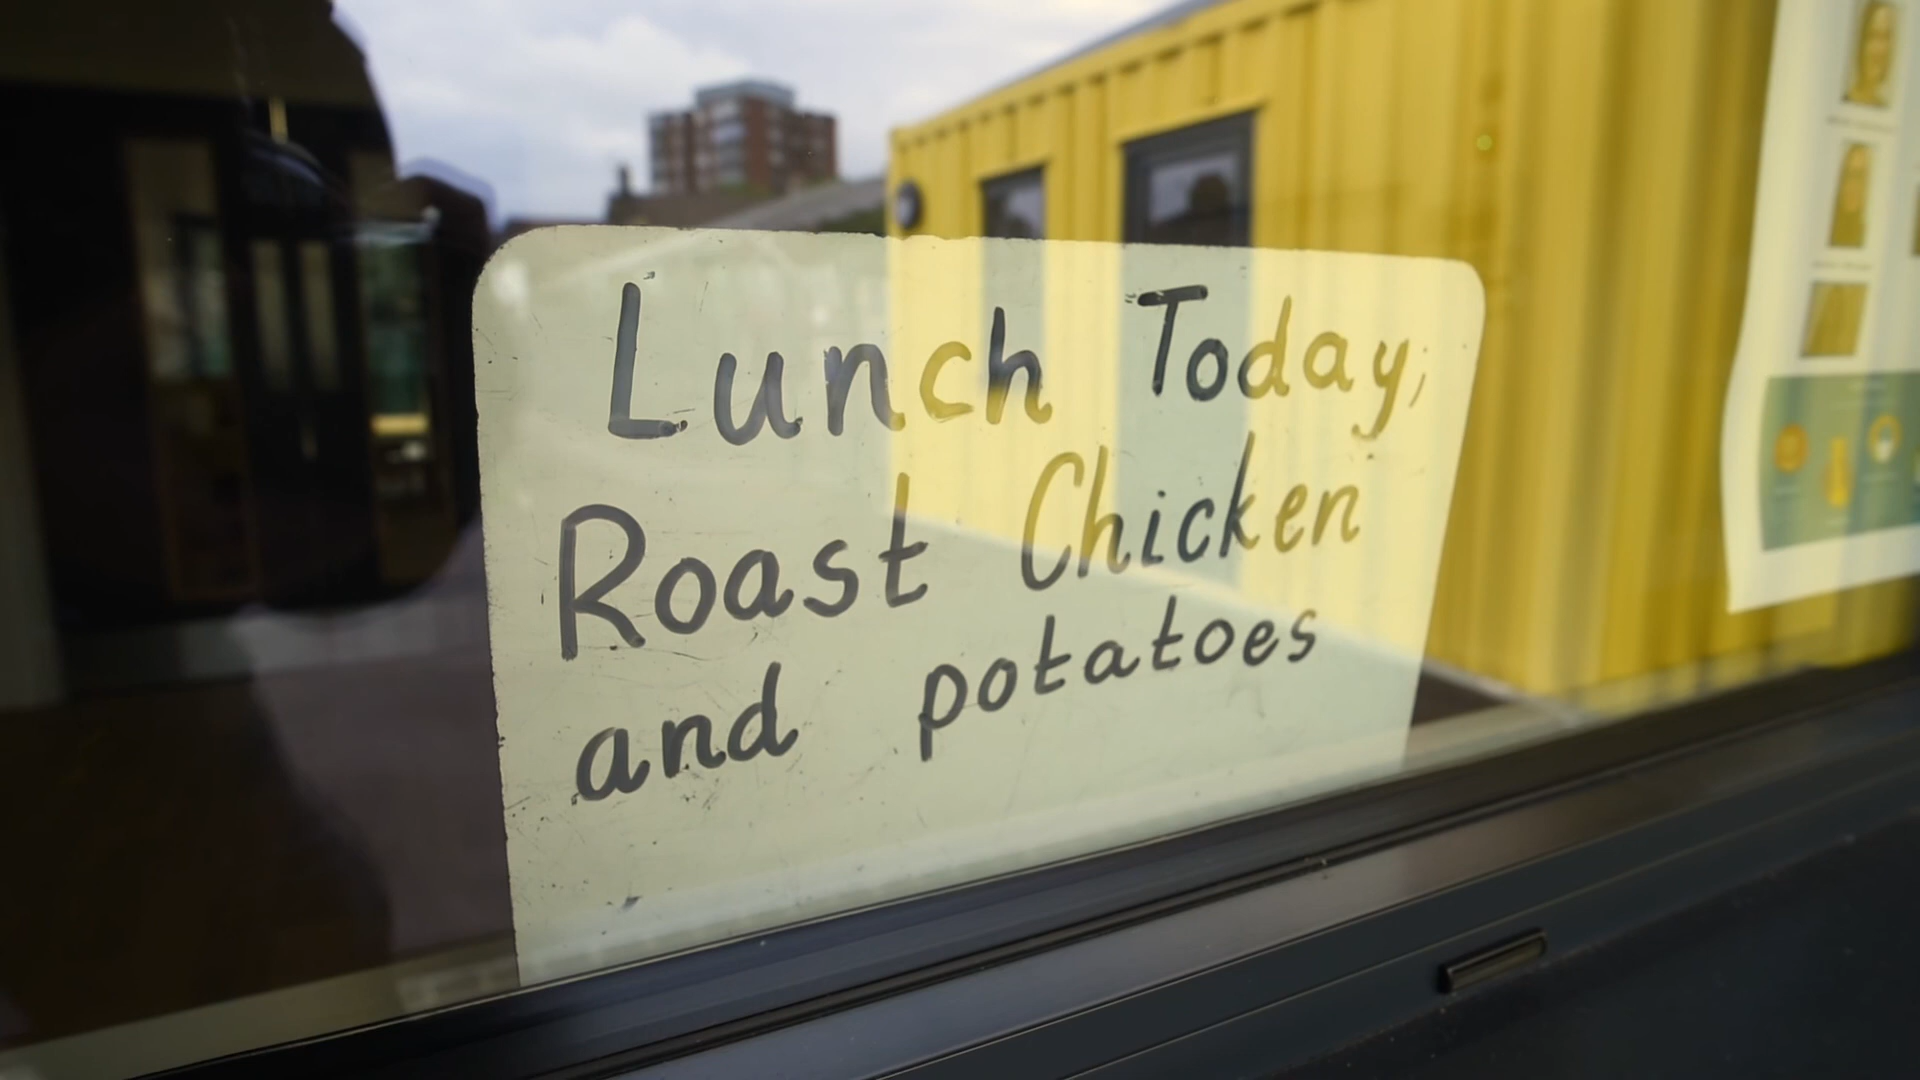 Lunch Today,
Roast Chicken
and potatoes